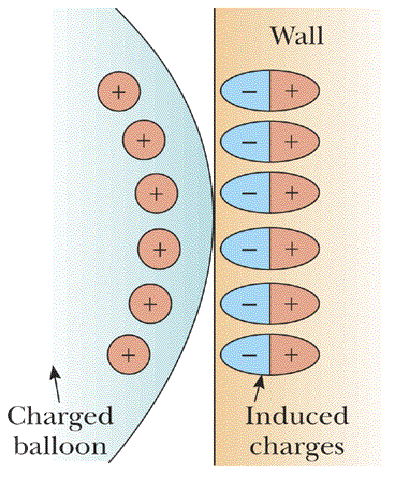 Wall
+ − +
+ − +
+ − +
+ − +
+ − +
+ − +
Charged
balloon
Induced
charges